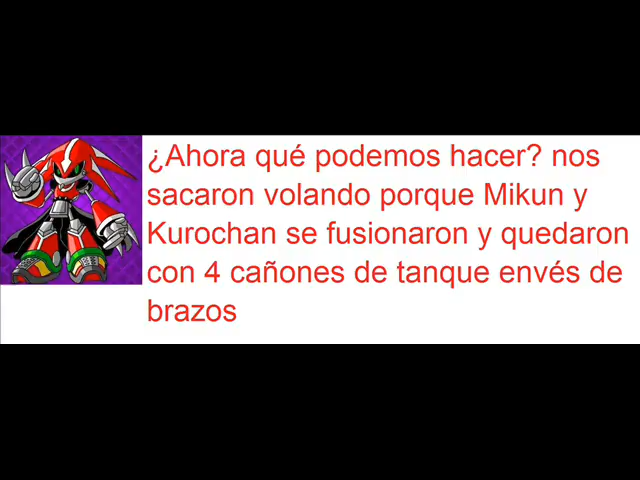 ¿Ahora qué podemos hacer? nos
sacaron volando porque Mikun y
Kurochan se fusionaron y quedaron
con 4 cañones de tanque envés de
brazos